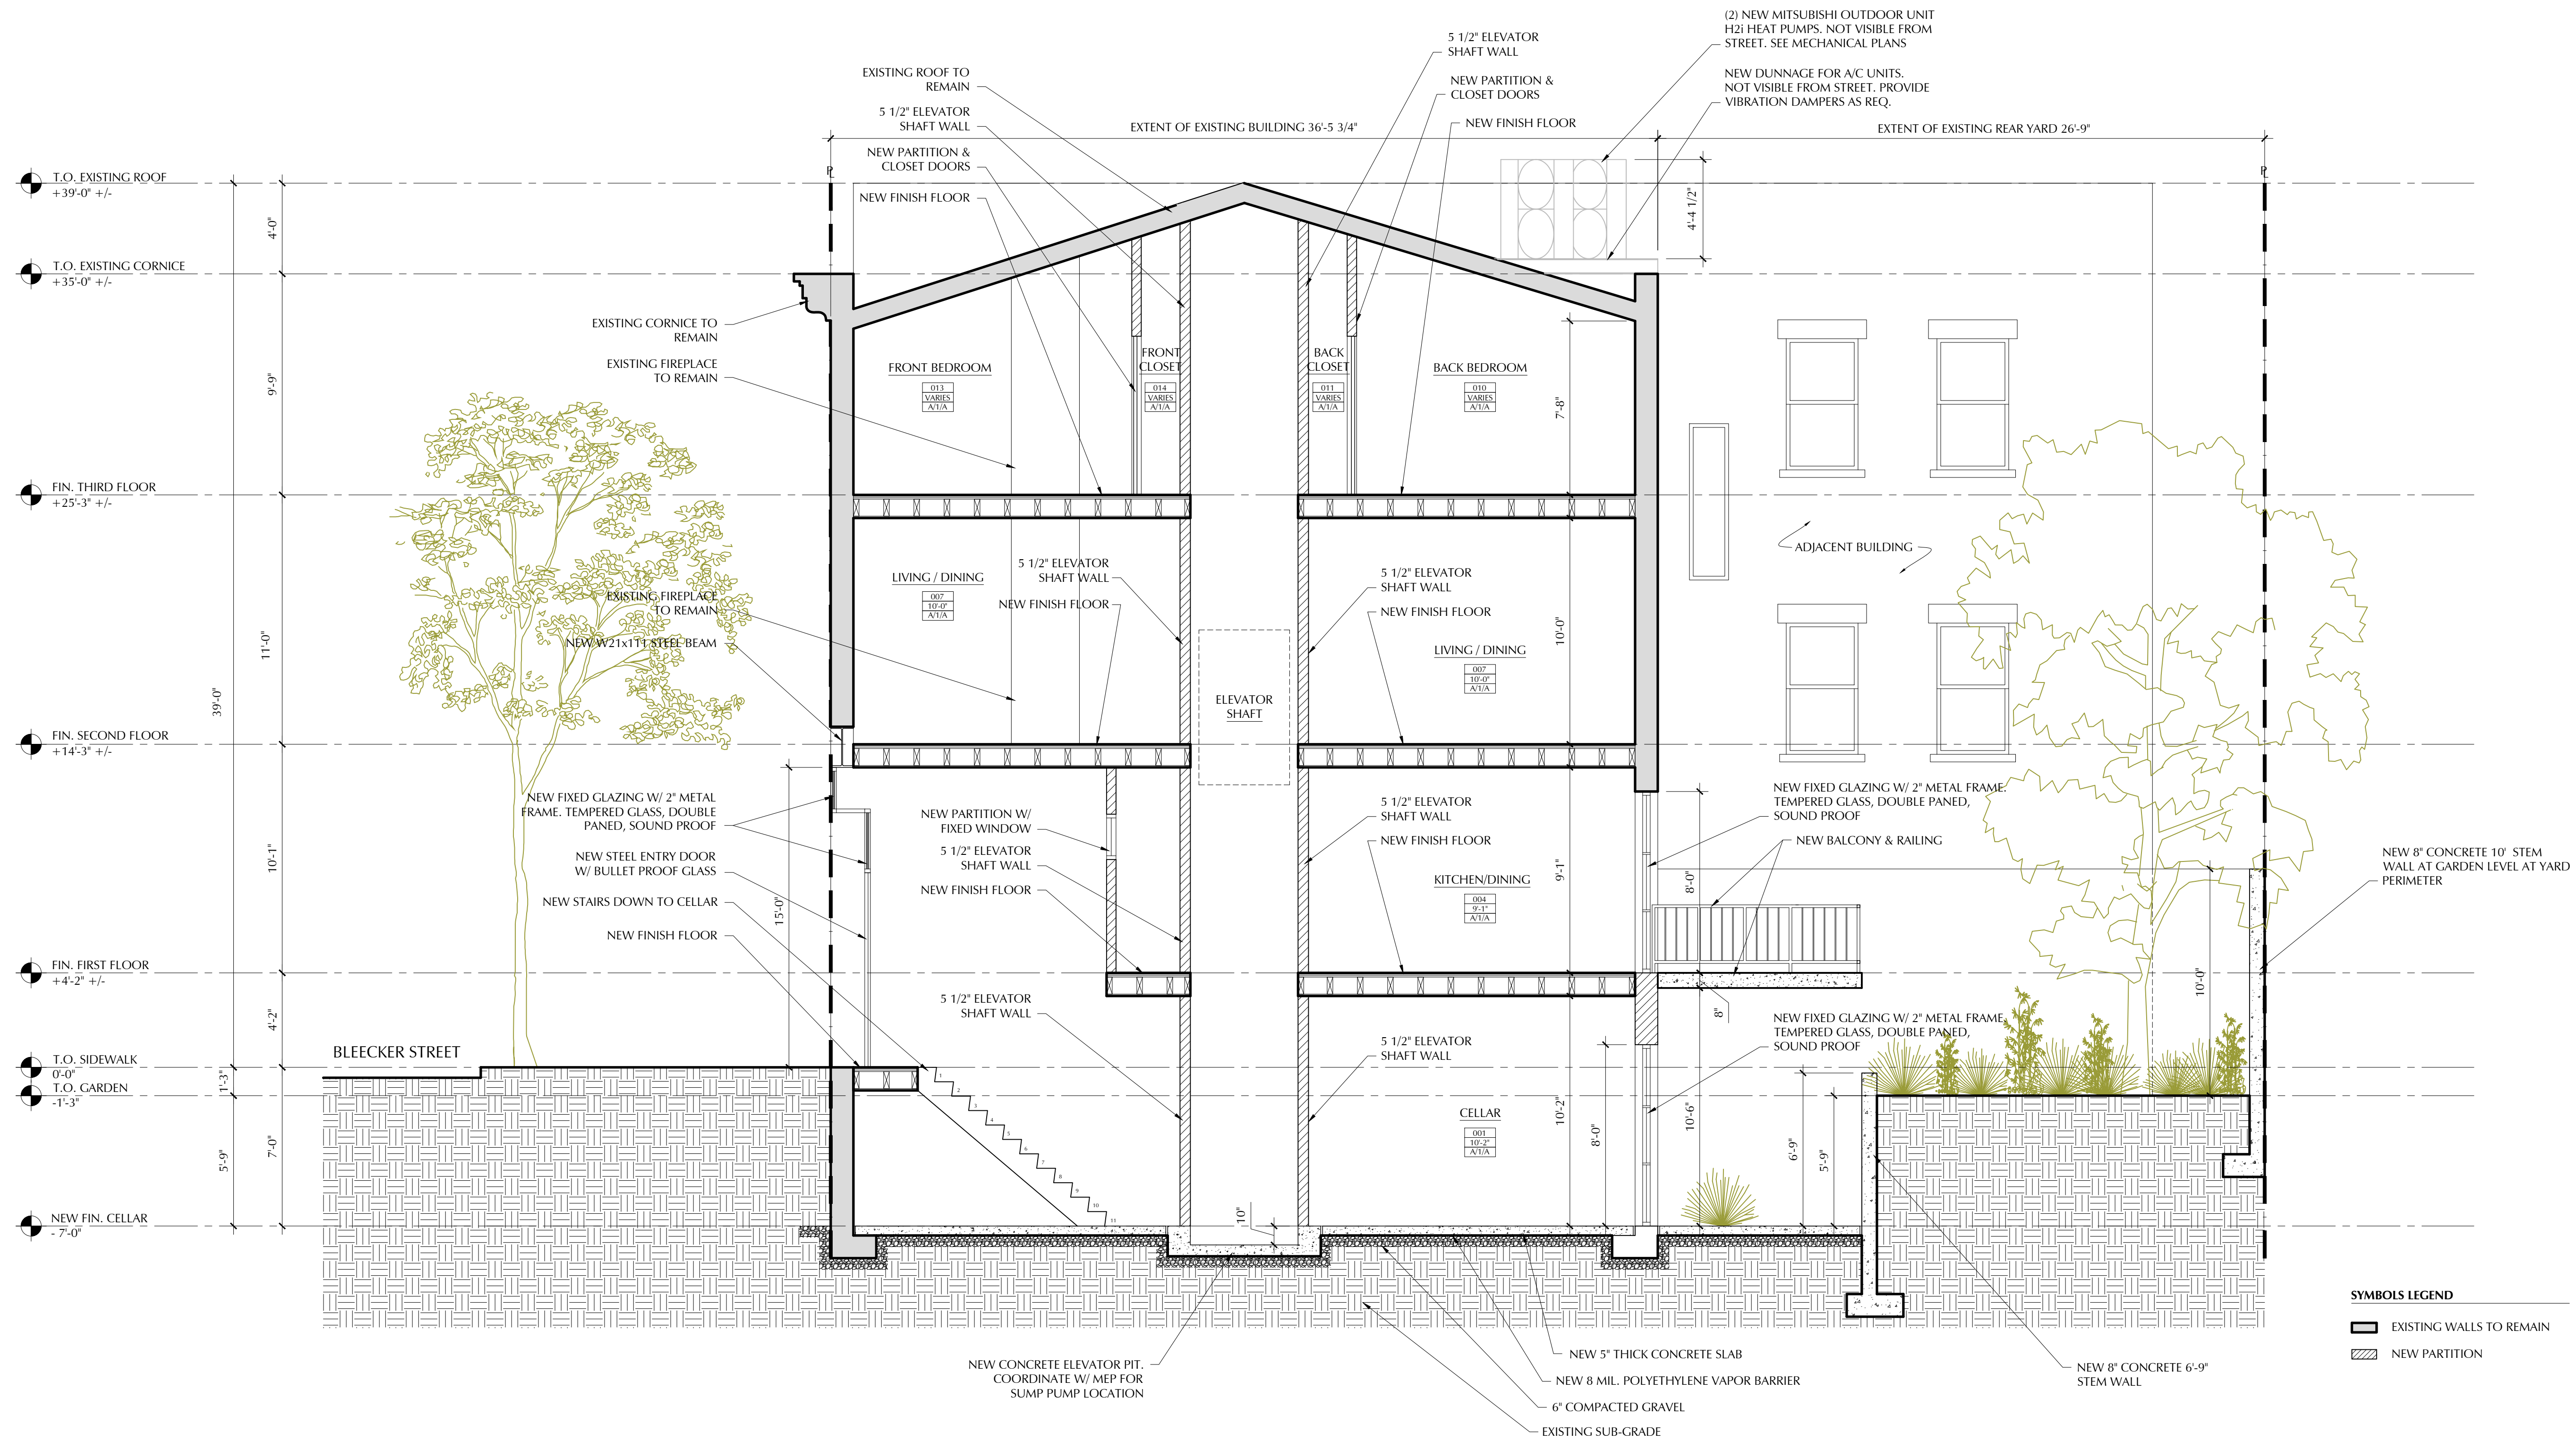 (2) NEW MITSUBISHI OUTDOOR UNIT
H2i HEAT PUMPS. NOT VISIBLE FROM
STREET. SEE MECHANICAL PLANS
5 1/2" ELEVATOR
SHAFT WALL
EXISTING ROOF TO
REMAIN
NEW PARTITION &
CLOSET DOORS
NEW DUNNAGE FOR A/C UNITS.
NOT VISIBLE FROM STREET. PROVIDE
VIBRATION DAMPERS AS REQ.
5 1/2" ELEVATOR
SHAFT WALL
EXTENT OF EXISTING BUILDING 36'-5 3/4"
NEW FINISH FLOOR
EXTENT OF EXISTING REAR YARD 26'-9"
NEW PARTITION &
CLOSET DOORS
NEW FINISH FLOOR
PL
PL
T.O. EXISTING ROOF
+39'-0" +/-
4'-0"
4'-4 1/2"
T.O. EXISTING CORNICE
+35'-0" +/-
EXISTING CORNICE TO
REMAIN
EXISTING FIREPLACE
TO REMAIN
9'-9"
FRONT BEDROOM
013
VARIES
A/1/A
FRONT
CLOSET
014
VARIES
A/1/A
BACK
CLOSET
011
VARIES
A/1/A
BACK BEDROOM
010
VARIES
A/1/A
7'-8"
FIN. THIRD FLOOR
+25'-3" +/-
ADJACENT BUILDING
LIVING / DINING
007
10'-0"
A/1/A
5 1/2" ELEVATOR
SHAFT WALL
NEW FINISH FLOOR
5 1/2" ELEVATOR
SHAFT WALL
NEW FINISH FLOOR
EXISTING FIREPLACE
TO REMAIN
NEW W21x111 STEEL BEAM
11'-0"
39'-0"
10'-0"
LIVING / DINING
007
10'-0"
A/1/A
ELEVATOR
SHAFT
FIN. SECOND FLOOR
+14'-3" +/-
NEW FIXED GLAZING W/ 2" METAL
FRAME. TEMPERED GLASS, DOUBLE
PANED, SOUND PROOF
NEW STEEL ENTRY DOOR
W/ BULLET PROOF GLASS
NEW STAIRS DOWN TO CELLAR
NEW FINISH FLOOR
10'-1"
15'-0"
NEW PARTITION W/
FIXED WINDOW
5 1/2" ELEVATOR
SHAFT WALL
NEW FINISH FLOOR
5 1/2" ELEVATOR
SHAFT WALL
NEW FINISH FLOOR
KITCHEN/DINING
004
9'-1"
A/1/A
9'-1"
8'-0"
NEW FIXED GLAZING W/ 2" METAL FRAME.
TEMPERED GLASS, DOUBLE PANED,
SOUND PROOF
NEW BALCONY & RAILING
NEW 8" CONCRETE 10' STEM
WALL AT GARDEN LEVEL AT YARD
PERIMETER
FIN. FIRST FLOOR
+4'-2" +/-
4'-2"
10'-0"
8"
5 1/2" ELEVATOR
SHAFT WALL
5 1/2" ELEVATOR
SHAFT WALL
NEW FIXED GLAZING W/ 2" METAL FRAME.
TEMPERED GLASS, DOUBLE PANED,
SOUND PROOF
BLEECKER STREET
T.O. SIDEWALK
0'-0"
T.O. GARDEN
-1'-3"
1'-3"
1
2
3
4
5
6
7
8
9
10
11
CELLAR
001
10'-2"
A/1/A
10'-2"
8'-0"
10'-6"
6'-9"
5'-9"
5'-9"
7'-0"
10"
NEW FIN. CELLAR
- 7'-0"
SYMBOLS LEGEND
EXISTING WALLS TO REMAIN
NEW PARTITION
NEW CONCRETE ELEVATOR PIT.
COORDINATE W/ MEP FOR
SUMP PUMP LOCATION
NEW 5" THICK CONCRETE SLAB
NEW 8 MIL. POLYETHYLENE VAPOR BARRIER
6" COMPACTED GRAVEL
EXISTING SUB-GRADE
NEW 8" CONCRETE 6'-9"
STEM WALL